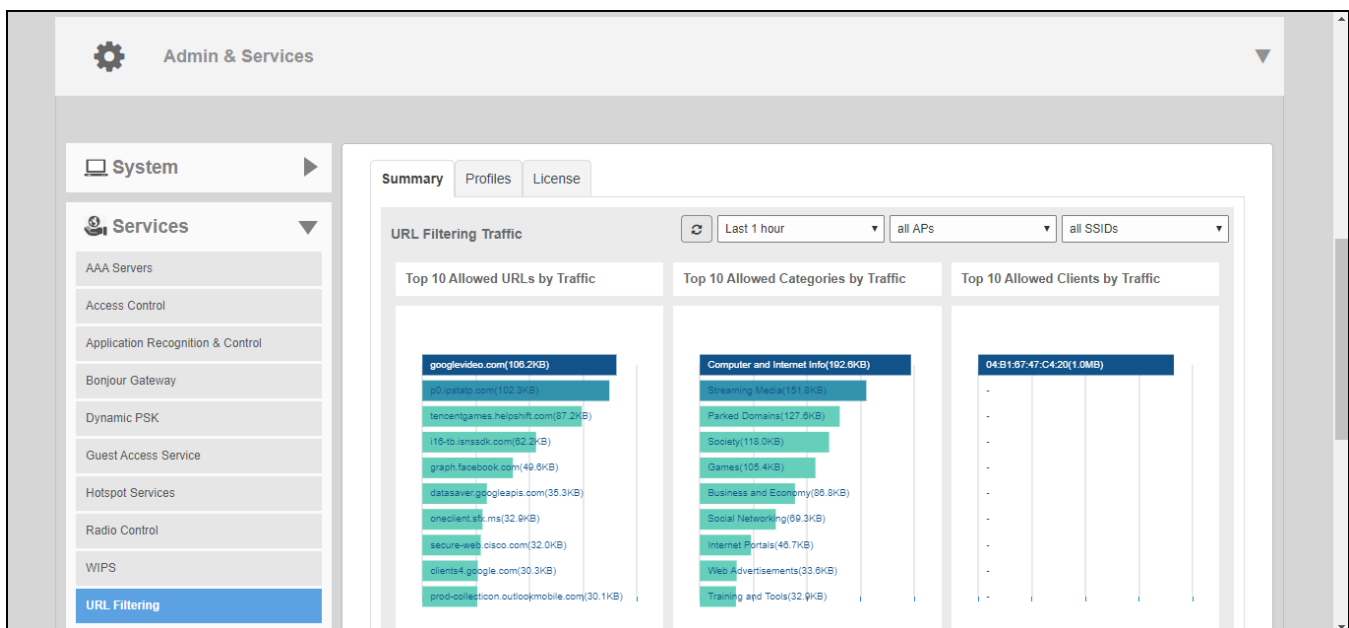 Admin & Services
System
Services
AAA Servers
Access Control
Application Recognition & Control
Bonjour Gateway
Dynamic PSK
Guest Access Service
Hotspot Services
Radio Control
WIPS
URL Filtering
Summary Profiles License
URL Filtering Traffic Last 1 hour all APs all SSIDs
Top 10 Allowed URLs by Traffic
googlevideo.com(106.2KB)
p0.ipstatp.com(102.3KB)
tencentgames.helpshift.com(87.2KB)
i16-tb.isnssdk.com(62.2KB)
graph.facebook.com(49.6KB)
datasaver.googleapis.com(35.3KB)
oneclient.sfx.ms(32.9KB)
secure-web.cisco.com(32.0KB)
clients4.google.com(30.3KB)
prod-collecticon.outlookmobile.com(30.1KB)
Top 10 Allowed Categories by Traffic
Computer and Internet Info(192.6KB)
Streaming Media(151.8KB)
Parked Domains(127.6KB)
Society(118.0KB)
Games(105.4KB)
Business and Economy(86.8KB)
Social Networking(69.3KB)
Internet Portals(46.7KB)
Web Advertisements(33.6KB)
Training and Tools(32.9KB)
Top 10 Allowed Clients by Traffic
04:B1:67:47:C4:20(1.0MB)
-
-
-
-
-
-
-
-
-